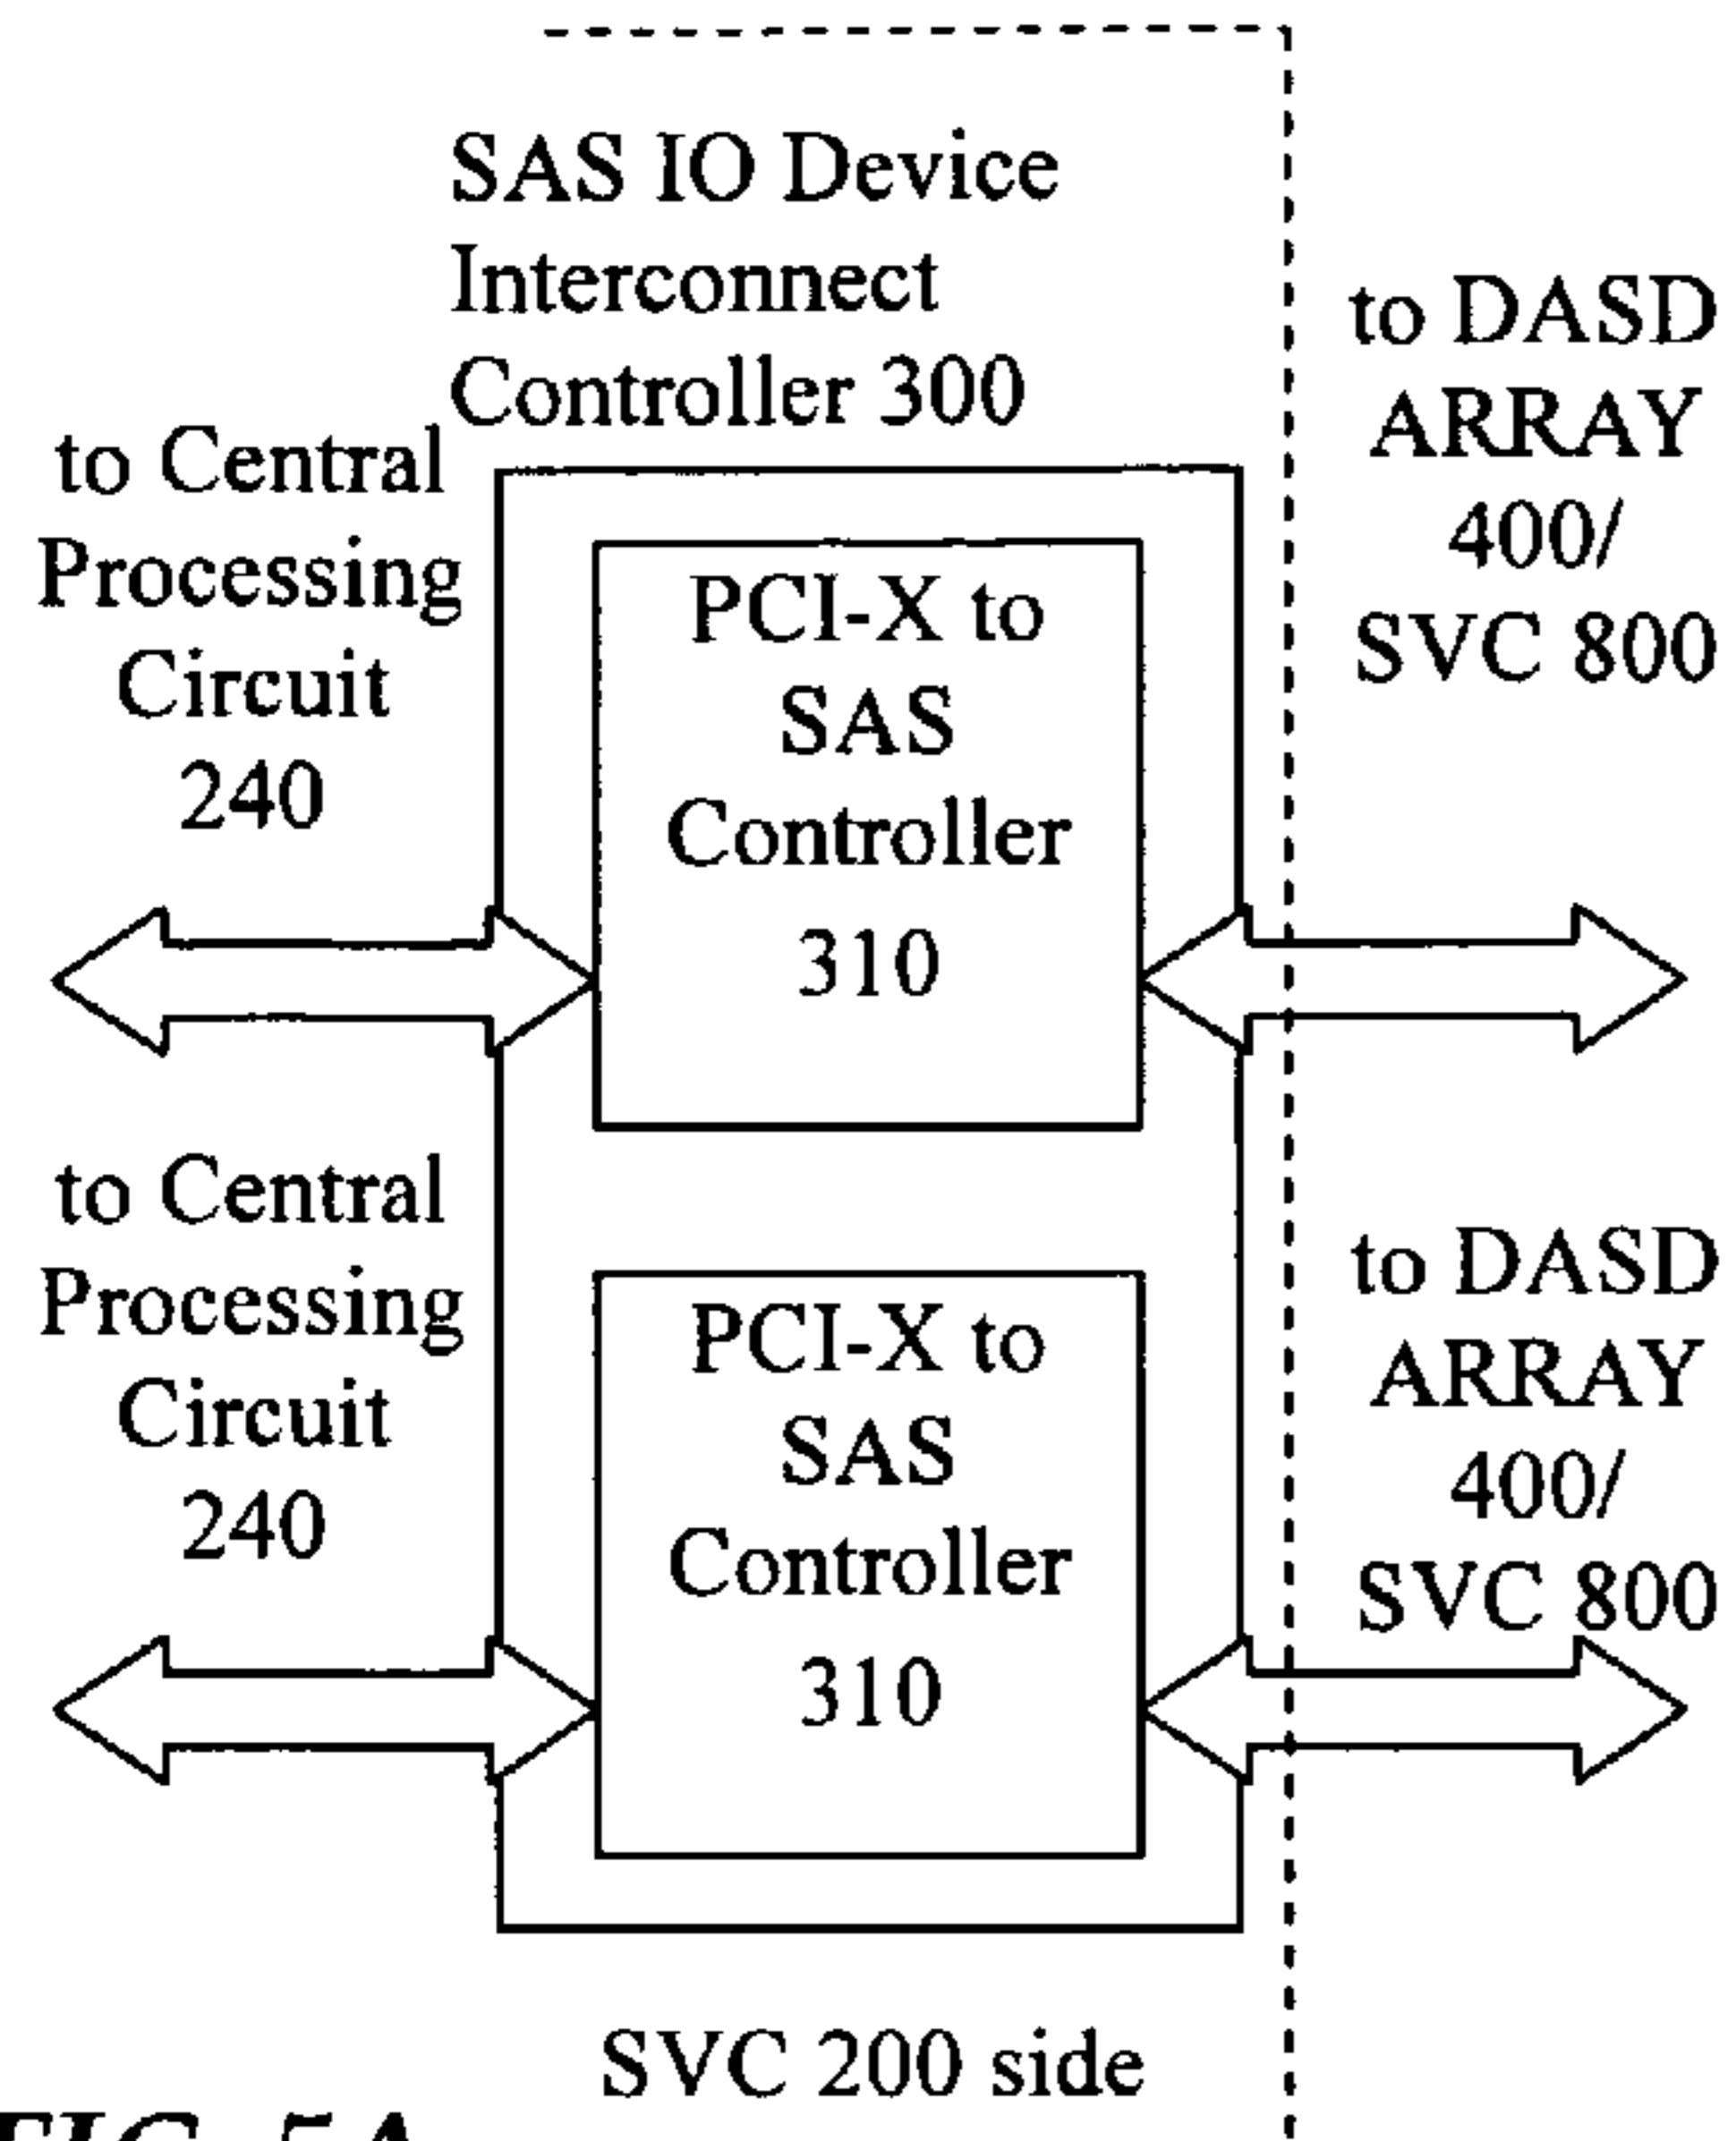 SAS IO Device
Interconnect
Controller 300
to Central
Processing
Circuit
240
PCI-X to
SAS
Controller
310
to DASD
ARRAY
400/
SVC 800
to Central
Processing
Circuit
240
PCI-X to
SAS
Controller
310
to DASD
ARRAY
400/
SVC 800
SVC 200 side
FIG. 5A